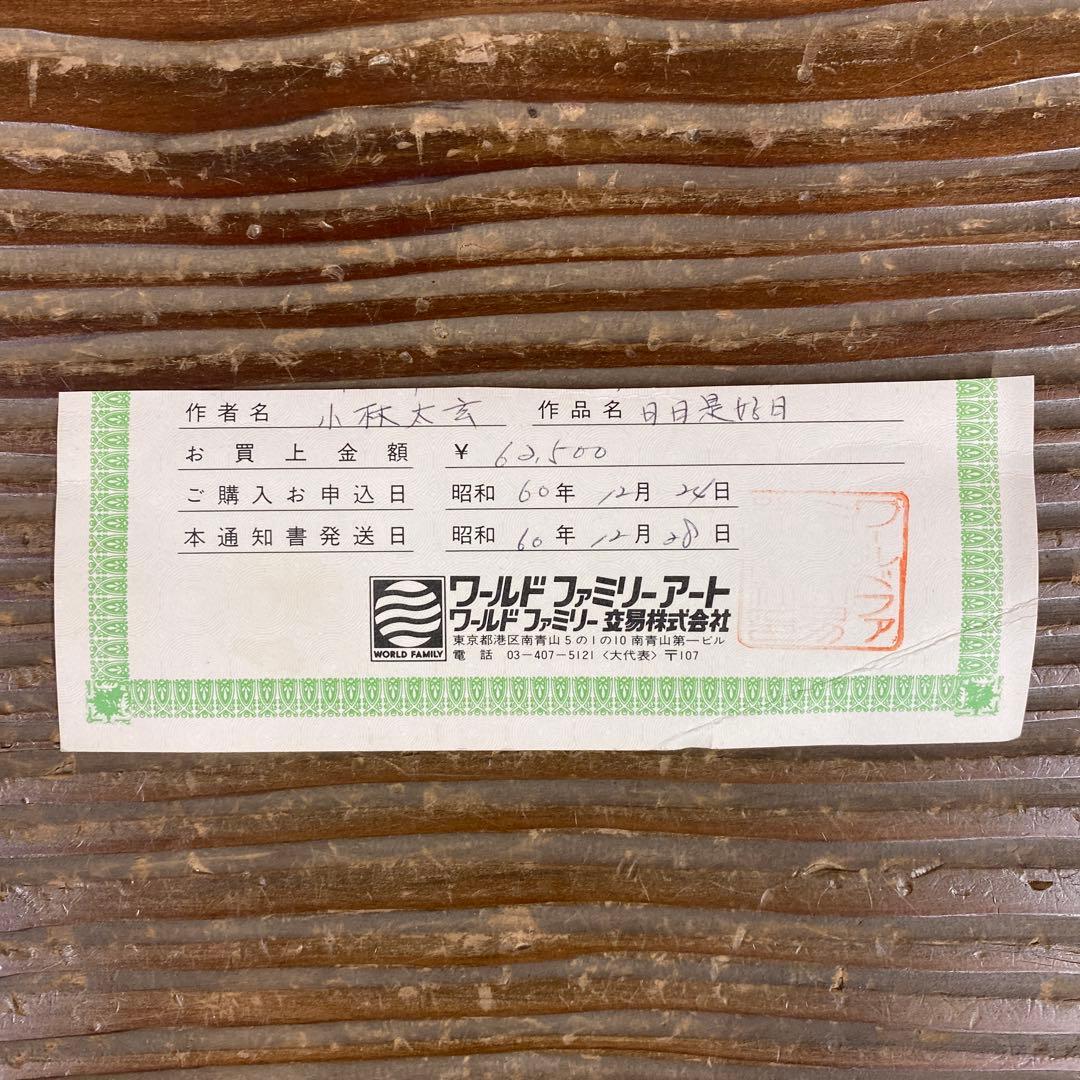 作者名 小林太玄 作品名 日日是好日
お買上金額 ¥ 62,500
ご購入お申込日 昭和 60年 12月 24日
本通知書発送日 昭和 60年 12月 28日
ワールド ファミリーアート
ワールド ファミリー 交易株式会社
WORLD FAMILY
東京都港区南青山5の1の10 南青山第一ビル
電話 03-407-5121〈大代表〉〒107